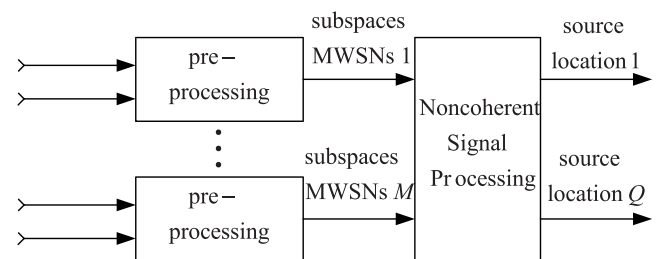 subspaces
MWSNs 1
pre–
processing
source
location 1
Noncoherent
Signal
Processing
subspaces
MWSNs M
pre–
processing
source
location Q